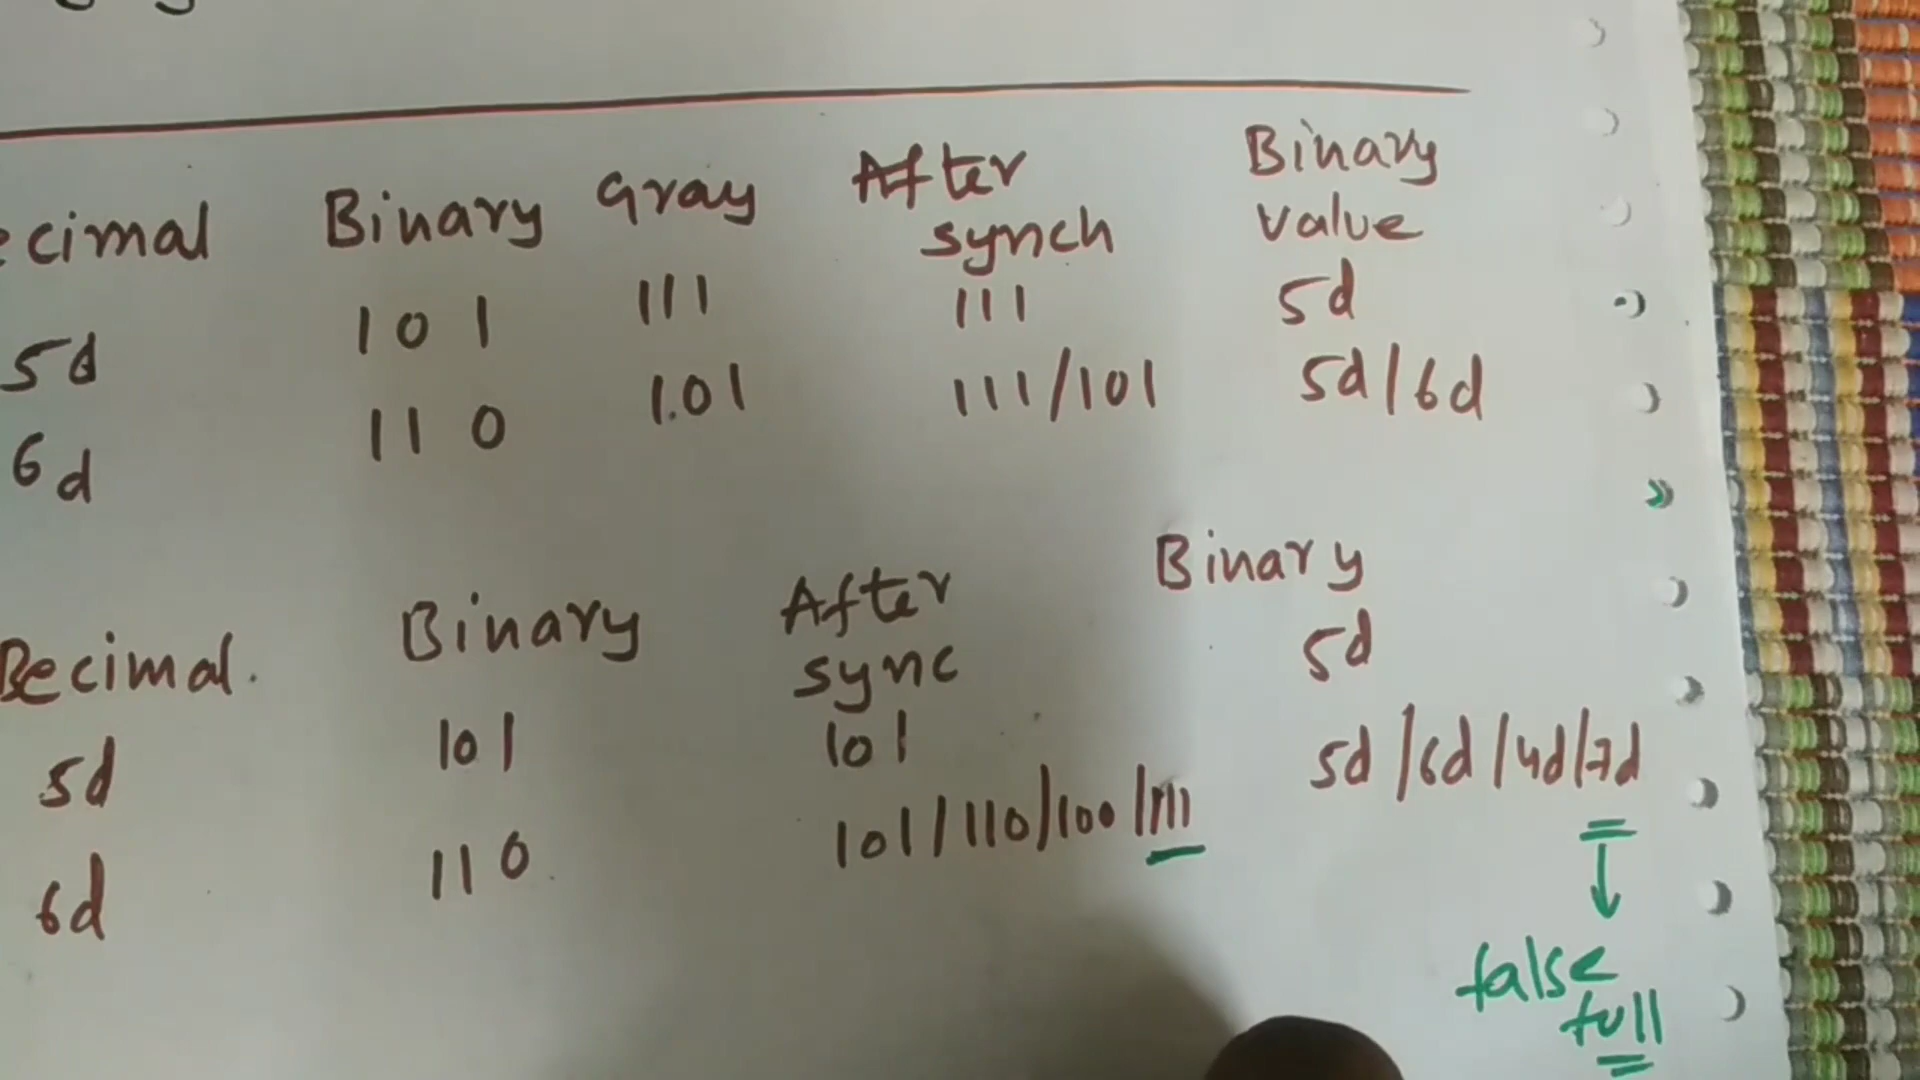 ecimal Binary Gray After synch Binary value
5d 101 111 111 5d
6d 110 1.01 111/101 5d/6d
Decimal. Binary After sync Binary
5d 101 101 5d
6d 110 101/110/100/111 5d/6d/4d/7d
false
full